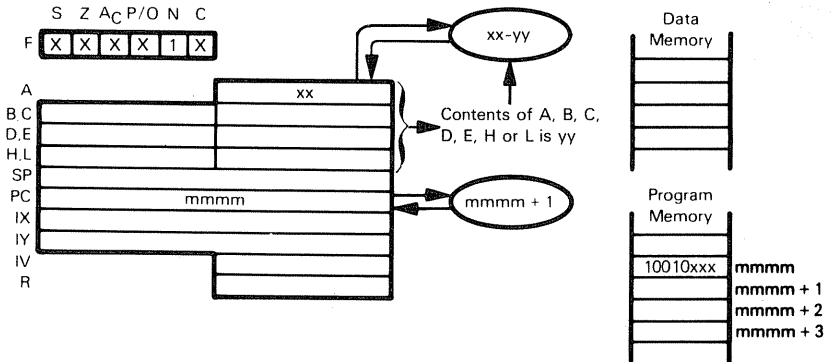 S Z AC P/O N C
F X X X X 1 X
A xx
B,C
D,E
H,L
SP
PC mmmm
IX
IY
IV
R
xx-yy
Contents of A, B, C,
D, E, H or L is yy
mmmm + 1
Data
Memory
Program
Memory
10010xxx mmmm
mmmm + 1
mmmm + 2
mmmm + 3